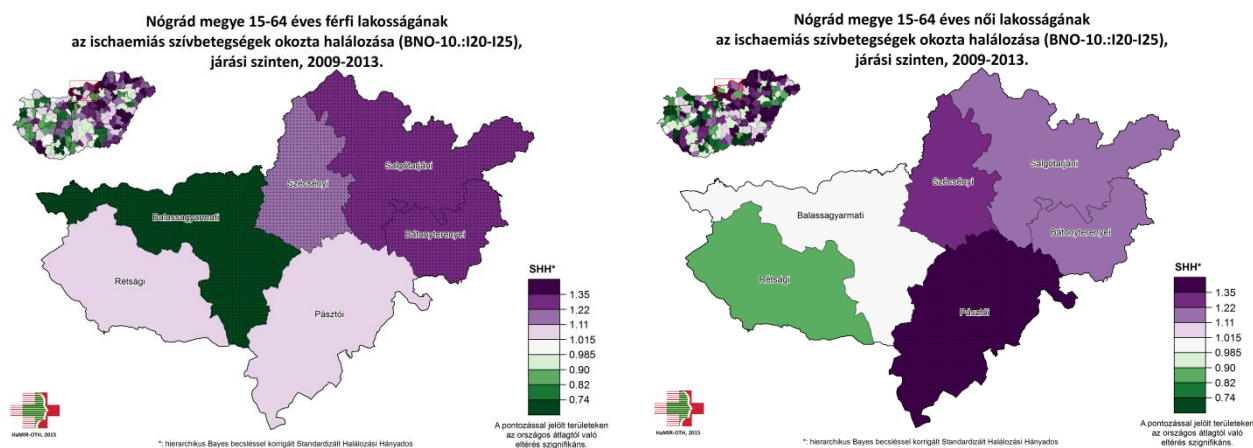 Nógrád megye 15-64 éves férfi lakosságának
az ischaemiás szívbetegségek okozta halálozása (BNO-10.:I20-I25),
járási szinten, 2009-2013.
Salgótarjáni
Szécsényi
Balassagyarmati
Bátonyterenyei
Rétsági
Pásztói
SHH*
1.35
1.22
1.11
1.015
0.985
0.90
0.82
0.74
HaMIR-OTH, 2015
A pontozással jelölt területeken
az országos átlagtól való
eltérés szignifikáns.
*: hierarchikus Bayes becsléssel korrigált Standardizált Halálozási Hányados
Nógrád megye 15-64 éves női lakosságának
az ischaemiás szívbetegségek okozta halálozása (BNO-10.:I20-I25),
járási szinten, 2009-2013.
Salgótarjáni
Szécsényi
Balassagyarmati
Bátonyterenyei
Rétsági
Pásztói
SHH*
1.35
1.22
1.11
1.015
0.985
0.90
0.82
0.74
HaMIR-OTH, 2015
A pontozással jelölt területeken
az országos átlagtól való
eltérés szignifikáns.
*: hierarchikus Bayes becsléssel korrigált Standardizált Halálozási Hányados